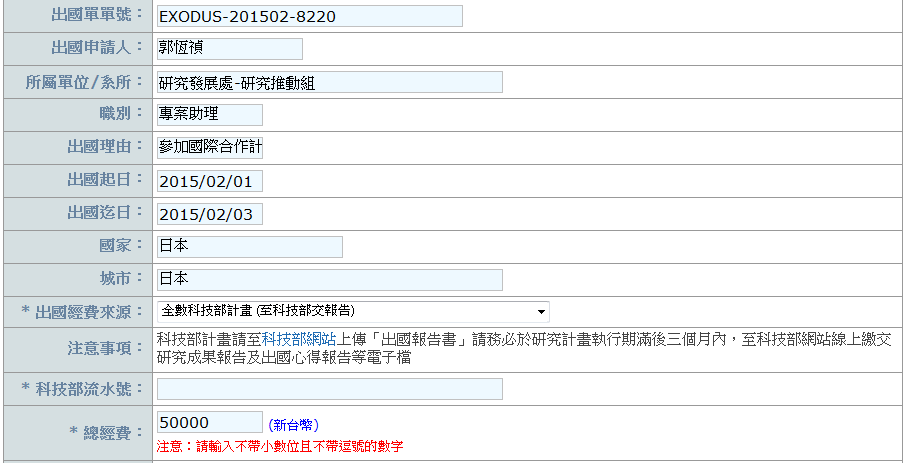 出國單單號： EXODUS-201502-8220
出國申請人： 郭恆禎
所屬單位/系所： 研究發展處-研究推動組
職別： 專案助理
出國理由： 參加國際合作計
出國起日： 2015/02/01
出國迄日： 2015/02/03
國家： 日本
城市： 日本
* 出國經費來源： 全數科技部計畫 (至科技部交報告)
注意事項： 科技部計畫請至科技部網站上傳「出國報告書」請務必於研究計畫執行期滿後三個月內，至科技部網站線上繳交
研究成果報告及出國心得報告等電子檔
* 科技部流水號：
* 總經費： 50000 (新台幣)
注意：請輸入不帶小數位且不帶逗號的數字